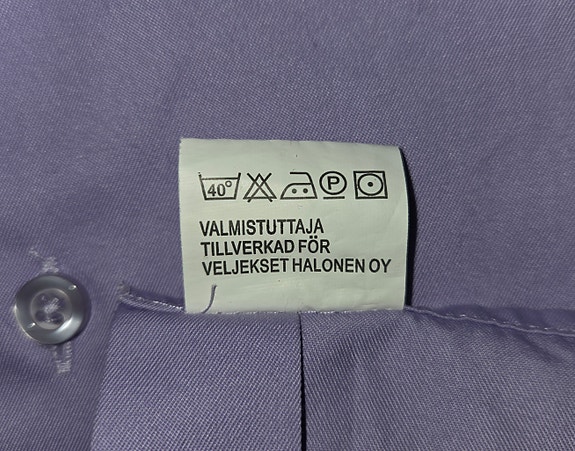 40° P
VALMISTUTTAJA
TILLVERKAD FÖR
VELJEKSET HALONEN OY